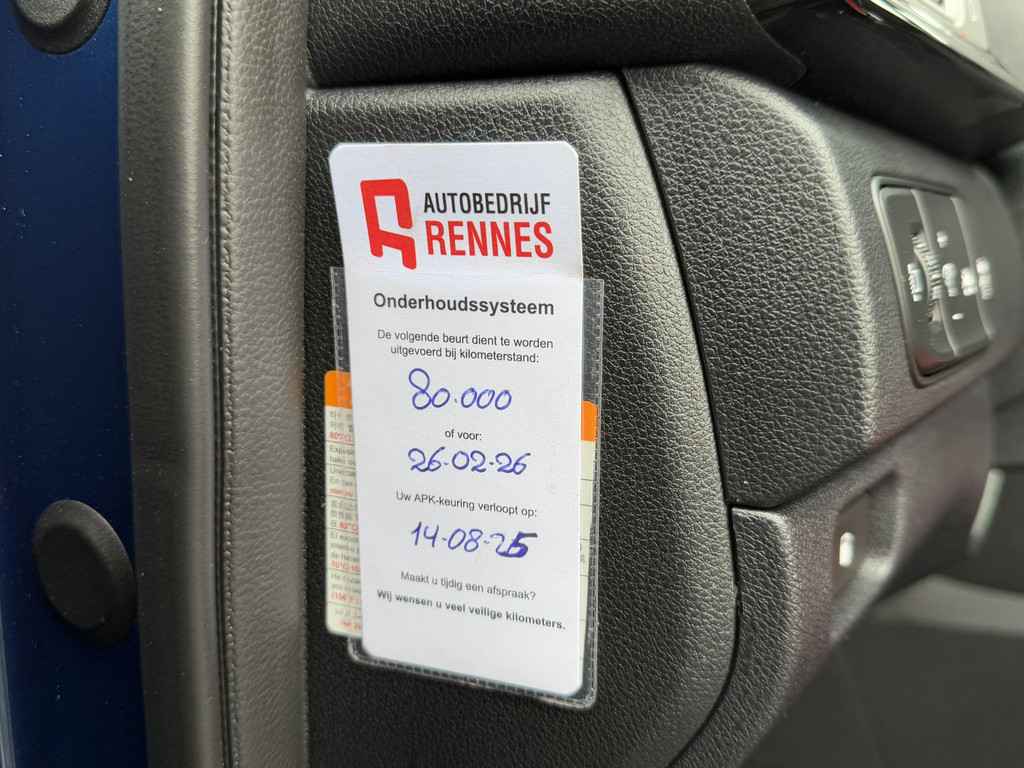 AUTOBEDRIJF
RENNES
Onderhoudssysteem
De volgende beurt dient te worden
uitgevoerd bij kilometerstand:
80.000
of voor:
26-02-26
Uw APK-keuring verloopt op:
14-08-25
Maakt u tijdig een afspraak?
Wij wensen u veel veilige kilometers.